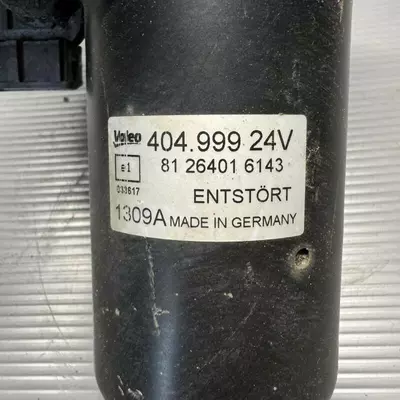 Valeo 404.999 24V
e1 81 26401 6143
033617 ENTSTÖRT
1309A MADE IN GERMANY